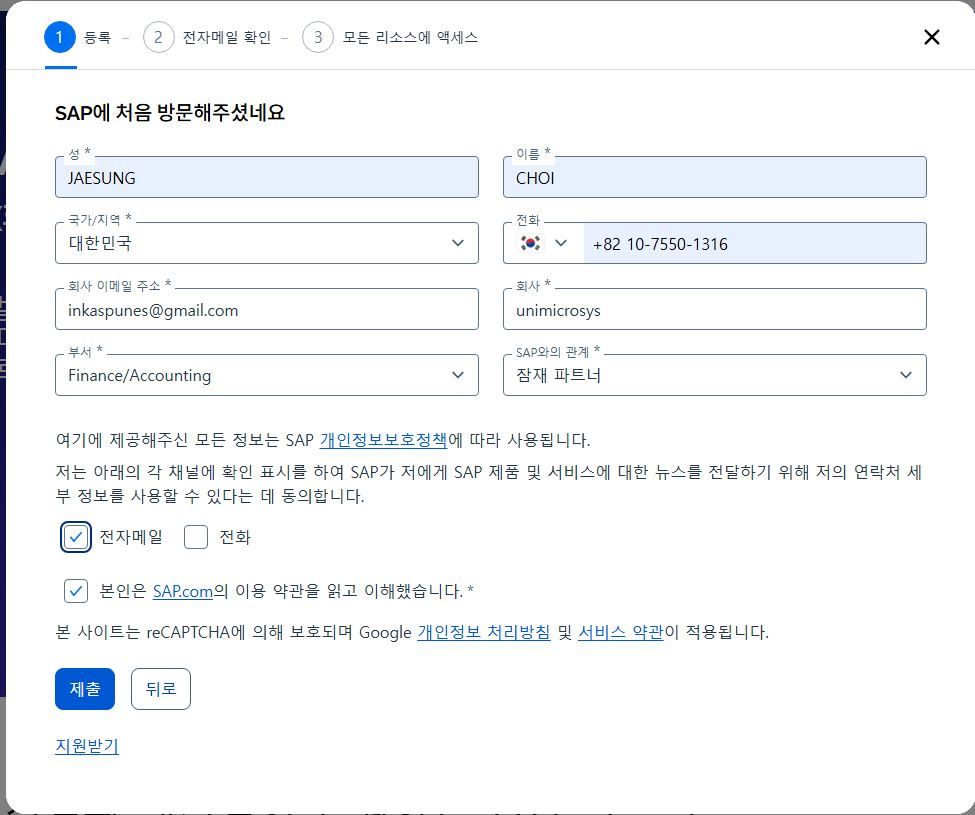 1 등록 – 2 전자메일 확인 – 3 모든 리소스에 액세스
SAP에 처음 방문해주셨네요
성 * 이름 *
JAESUNG CHOI
국가/지역 * 전화
대한민국 +82 10-7550-1316
회사 이메일 주소 * 회사 *
inkaspunes@gmail.com unimicrosys
부서 * SAP와의 관계 *
Finance/Accounting 잠재 파트너
여기에 제공해주신 모든 정보는 SAP 개인정보보호정책에 따라 사용됩니다.
저는 아래의 각 채널에 확인 표시를 하여 SAP가 저에게 SAP 제품 및 서비스에 대한 뉴스를 전달하기 위해 저의 연락처 세
부 정보를 사용할 수 있다는 데 동의합니다.
전자메일 전화
본인은 SAP.com의 이용 약관을 읽고 이해했습니다. *
본 사이트는 reCAPTCHA에 의해 보호되며 Google 개인정보 처리방침 및 서비스 약관이 적용됩니다.
제출 뒤로
지원받기